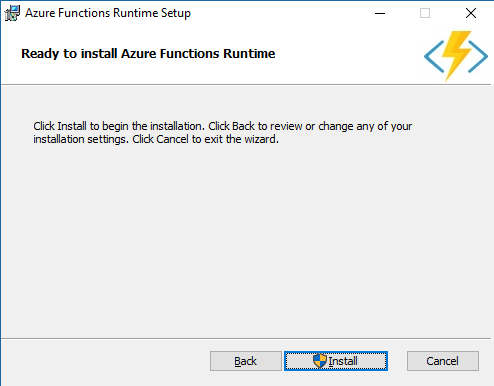 Azure Functions Runtime Setup
Ready to install Azure Functions Runtime
Click Install to begin the installation. Click Back to review or change any of your
installation settings. Click Cancel to exit the wizard.
Back
Install
Cancel